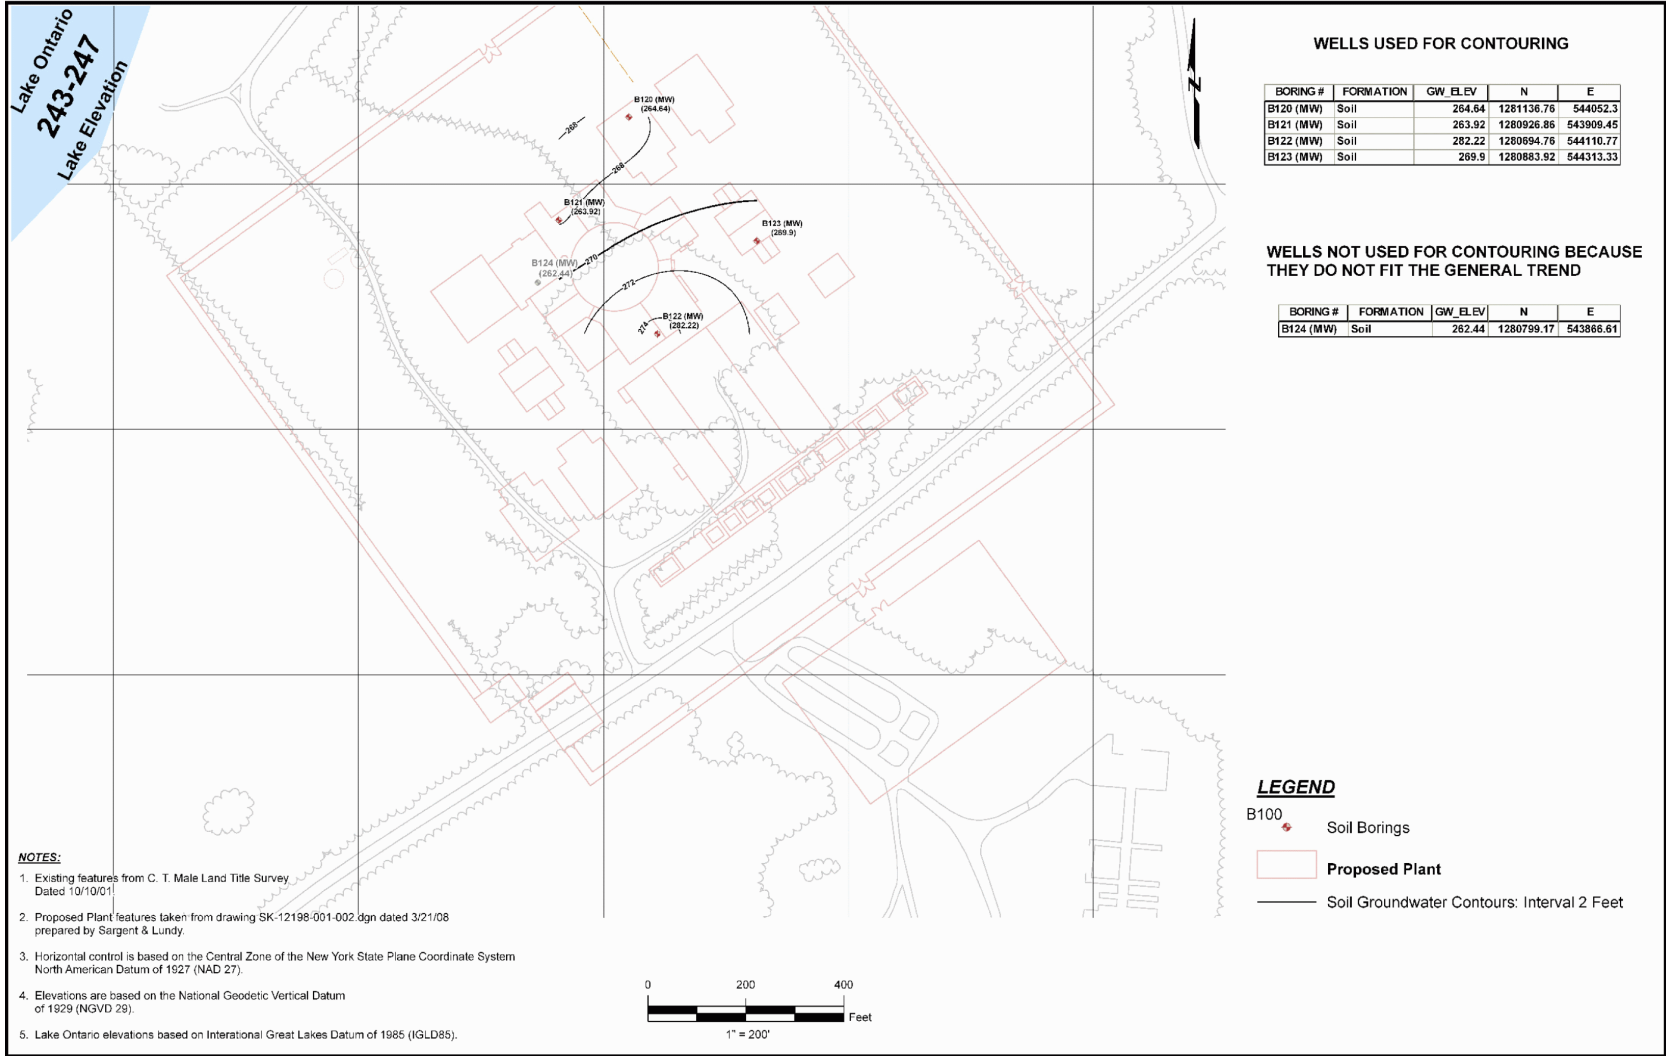 Lake Ontario
243-247
Lake Elevation
B120 (MW)
(264.64)
268
268
B121 (MW)
(263.92)
B123 (MW)
(269.9)
B124 (MW)
(262.44)
270
272
274
B122 (MW)
(282.22)
N
WELLS USED FOR CONTOURING
BORING # FORMATION GW_ELEV N E
B120 (MW) Soil 264.64 1281136.76 544052.3
B121 (MW) Soil 263.92 1280926.86 543909.45
B122 (MW) Soil 282.22 1280694.76 544110.77
B123 (MW) Soil 269.9 1280883.92 544313.33
WELLS NOT USED FOR CONTOURING BECAUSE
THEY DO NOT FIT THE GENERAL TREND
BORING # FORMATION GW_ELEV N E
B124 (MW) Soil 262.44 1280799.17 543866.61
LEGEND
B100
Soil Borings
Proposed Plant
Soil Groundwater Contours: Interval 2 Feet
NOTES:
1. Existing features from C. T. Male Land Title Survey
Dated 10/10/01
2. Proposed Plant features taken from drawing SK-12198-001-002.dgn dated 3/21/08
prepared by Sargent & Lundy.
3. Horizontal control is based on the Central Zone of the New York State Plane Coordinate System
North American Datum of 1927 (NAD 27).
4. Elevations are based on the National Geodetic Vertical Datum
of 1929 (NGVD 29).
5. Lake Ontario elevations based on Interational Great Lakes Datum of 1985 (IGLD85).
0 200 400
Feet
1" = 200'